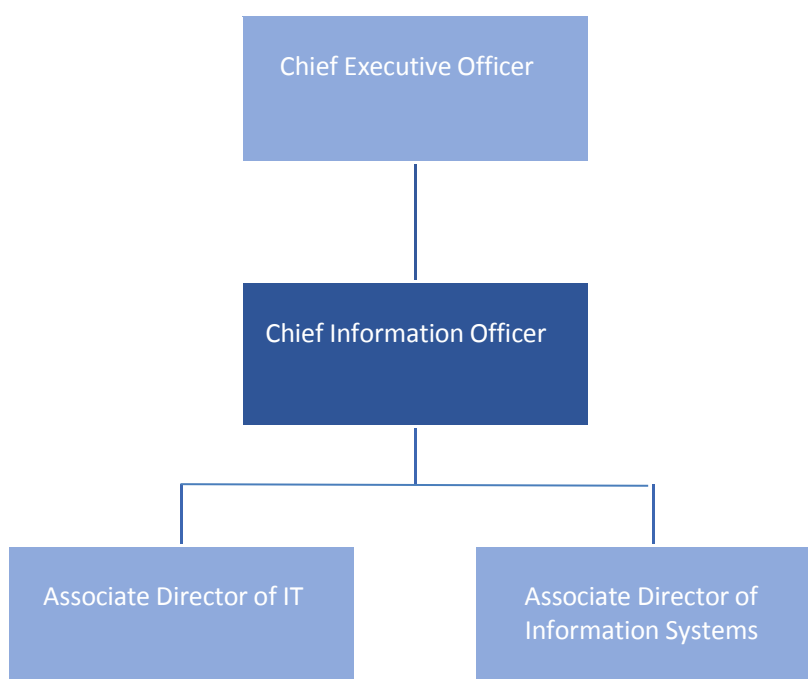 Chief Executive Officer
Chief Information Officer
Associate Director of IT
Associate Director of
Information Systems